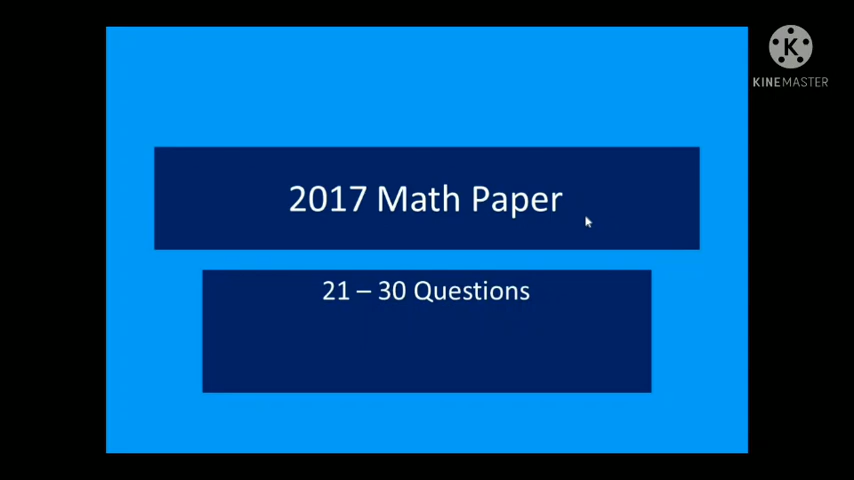 K
KINEMASTER
2017 Math Paper
21 – 30 Questions